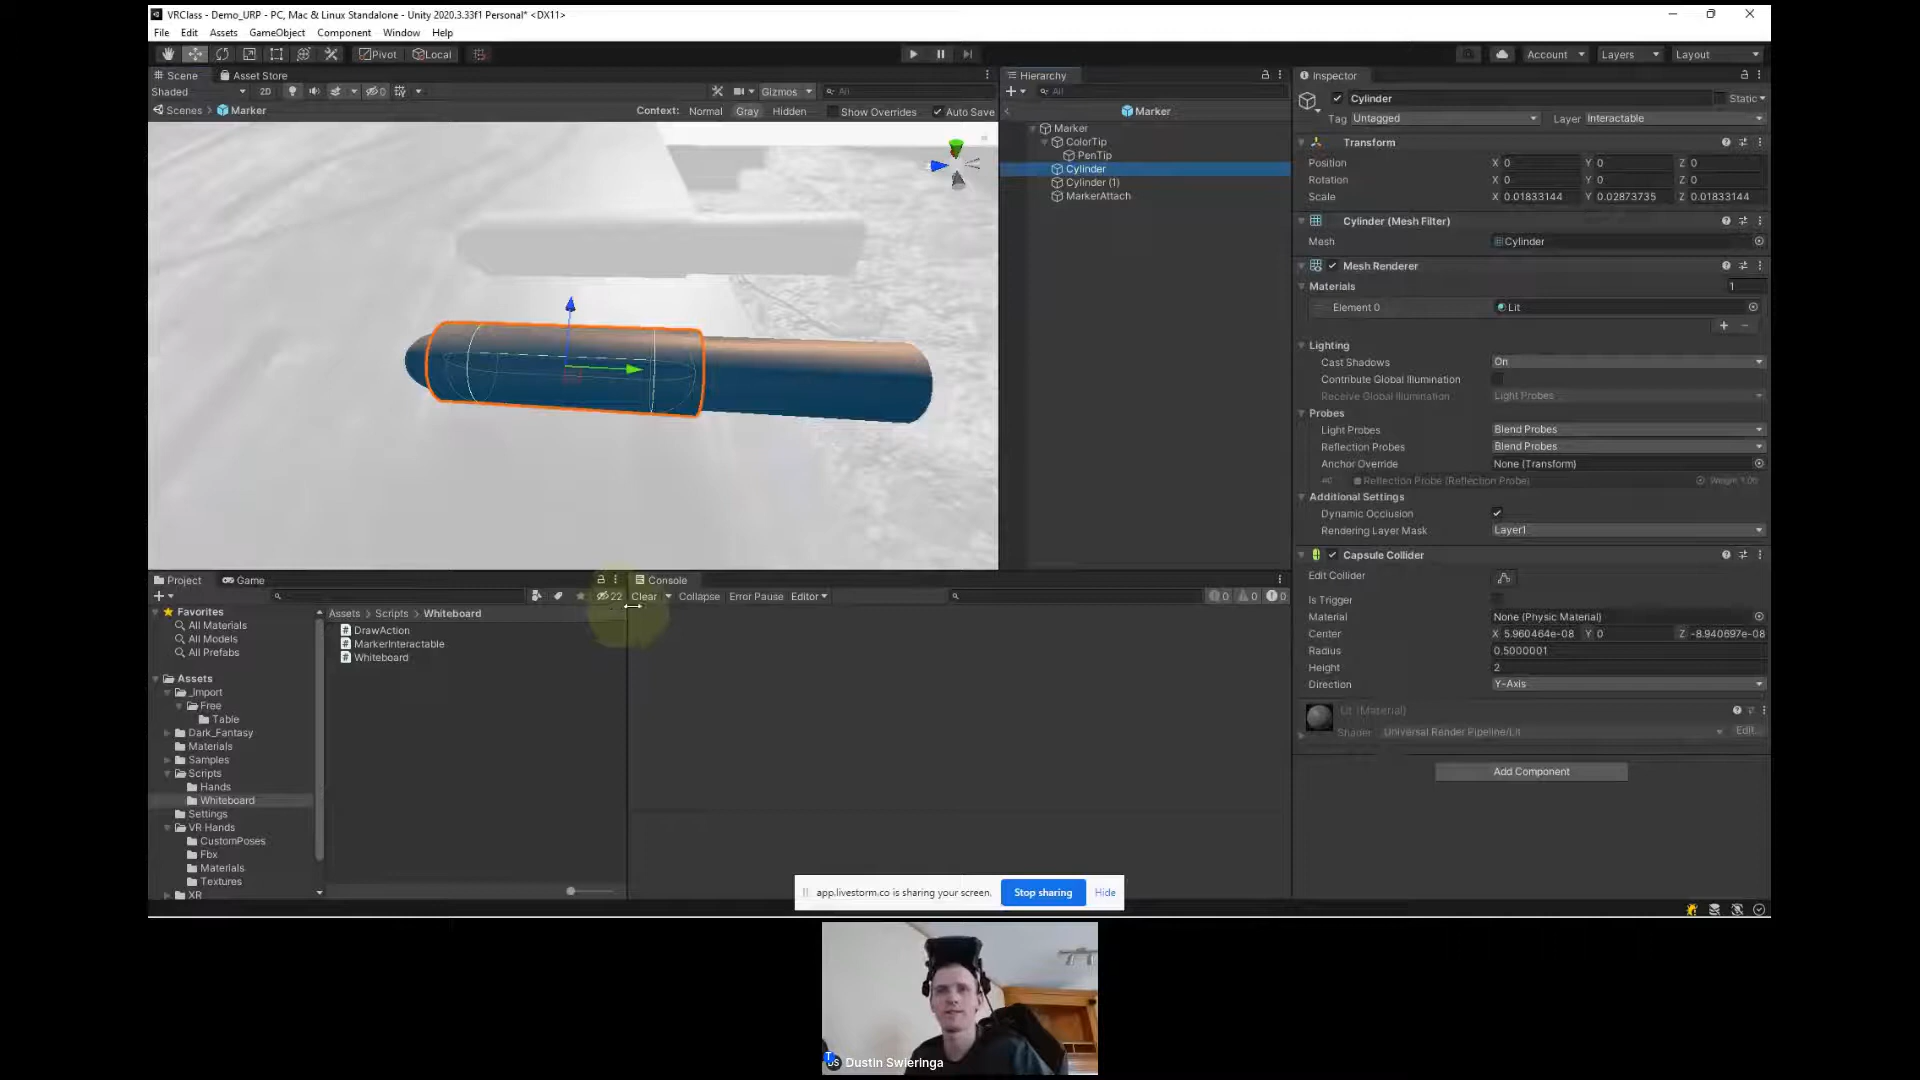 VRClass - Demo_URP - PC, Mac & Linux Standalone - Unity 2020.3.33f1 Personal* <DX11>
File Edit Assets GameObject Component Window Help
Pivot Local Account Layers Layout
Scene Asset Store
Shaded 2D 0 Gizmos All
Scenes Marker Context: Normal Gray Hidden Show Overrides Auto Save
Hierarchy
All
Marker
Marker
ColorTip
PenTip
Cylinder
Cylinder (1)
MarkerAttach
Inspector
Cylinder Static
Tag Untagged Layer Interactable
Transform
Position X 0 Y 0 Z 0
Rotation X 0 Y 0 Z 0
Scale X 0.01833144 Y 0.02873735 Z 0.01833144
Cylinder (Mesh Filter)
Mesh Cylinder
Mesh Renderer
Materials 1
Element 0 Lit
Lighting
Cast Shadows On
Contribute Global Illumination
Receive Global Illumination Light Probes
Probes
Light Probes Blend Probes
Reflection Probes Blend Probes
Anchor Override None (Transform)
Reflection Probe (Reflection Probe) Weight 1.00
Additional Settings
Dynamic Occlusion
Rendering Layer Mask Layer1
Capsule Collider
Edit Collider
Is Trigger
Material None (Physic Material)
Center X 5.960464e-08 Y 0 Z -8.940697e-08
Radius 0.5000001
Height 2
Direction Y-Axis
Lit (Material)
Shader Universal Render Pipeline/Lit Edit...
Add Component
Project Game
22
Favorites
All Materials
All Models
All Prefabs
Assets
_Import
Free
Table
Dark_Fantasy
Materials
Samples
Scripts
Hands
Whiteboard
Settings
VR Hands
CustomPoses
Fbx
Materials
Textures
XR
Assets > Scripts > Whiteboard
DrawAction
MarkerInteractable
Whiteboard
Console
Clear Collapse Error Pause Editor 0 0 0
app.livestorm.co is sharing your screen. Stop sharing Hide
DS Dustin Swieringa